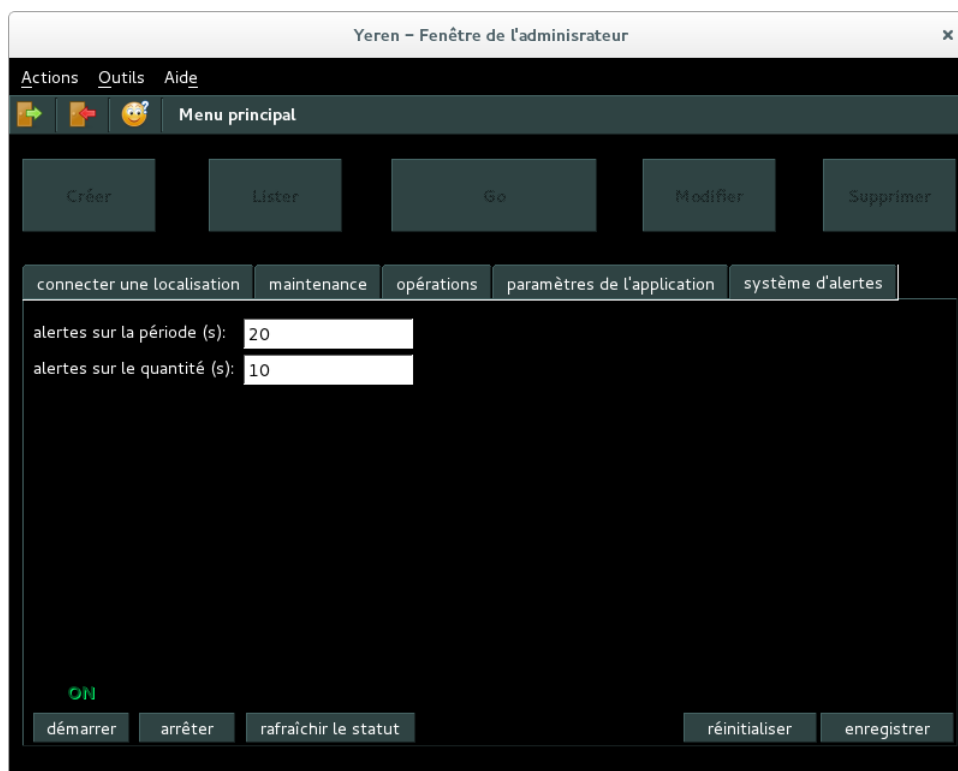 Yeren – Fenêtre de l'adminisrateur
Actions Outils Aide
Menu principal
Créer Lister Go Modifier Supprimer
connecter une localisation maintenance opérations paramètres de l'application système d'alertes
alertes sur la période (s): 20
alertes sur le quantité (s): 10
ON
démarrer arrêter rafraîchir le statut réinitialiser enregistrer